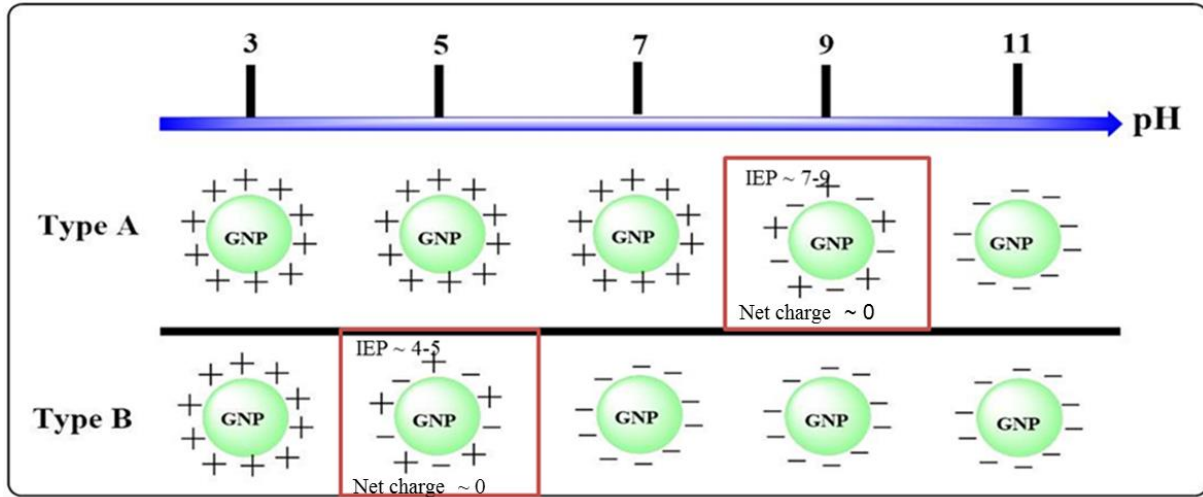 3 5 7 9 11
pH
IEP ~ 7-9
Type A GNP GNP GNP GNP GNP
Net charge ~ 0
IEP ~ 4-5
Type B GNP GNP GNP GNP GNP
Net charge ~ 0